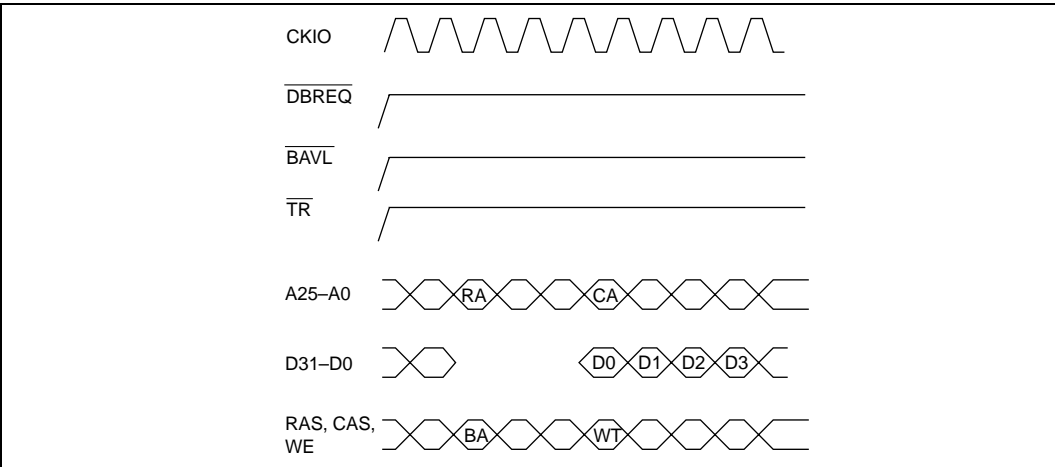 CKIO
DBREQ
BAVL
TR
A25–A0 RA CA
D31–D0 D0 D1 D2 D3
RAS, CAS,
WE BA WT